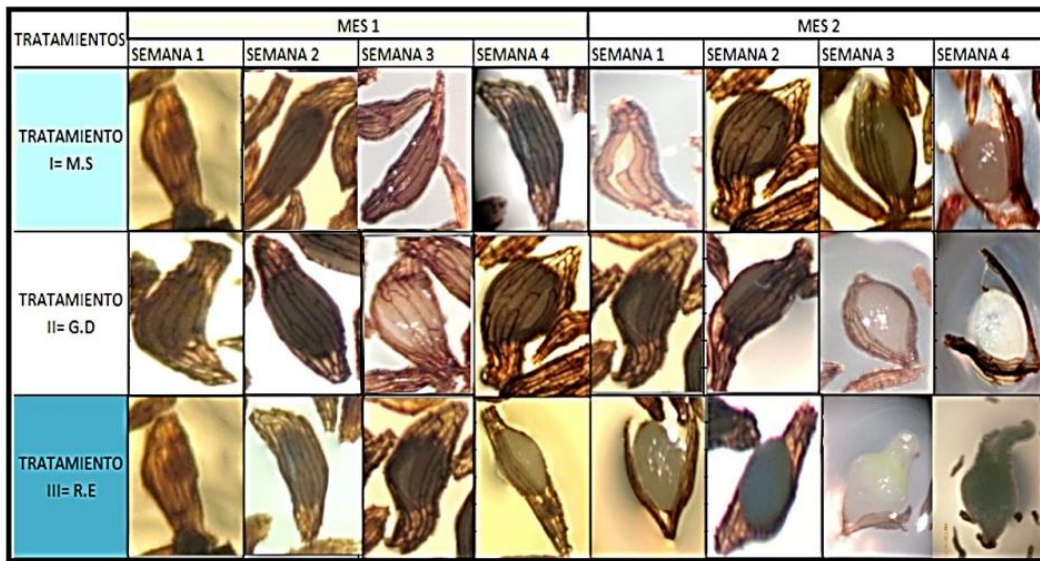 TRATAMIENTOS
MES 1
MES 2
SEMANA 1
SEMANA 2
SEMANA 3
SEMANA 4
SEMANA 1
SEMANA 2
SEMANA 3
SEMANA 4
TRATAMIENTO
I= M.S
TRATAMIENTO
II= G.D
TRATAMIENTO
III= R.E